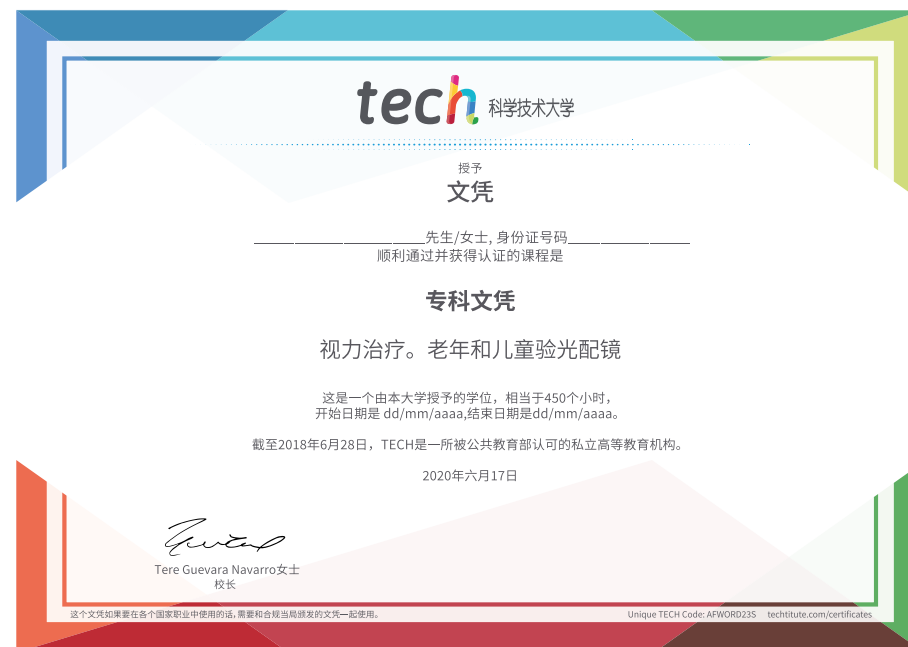 tech 科学技术大学
授予
文凭
______________________先生/女士, 身份证号码_______________
顺利通过并获得认证的课程是
专科文凭
视力治疗。老年和儿童验光配镜
这是一个由本大学授予的学位，相当于450个小时，
开始日期是 dd/mm/aaaa,结束日期是dd/mm/aaaa。
截至2018年6月28日，TECH是一所被公共教育部认可的私立高等教育机构。
2020年六月17日
Tere Guevara Navarro女士
校长
这个文凭如果要在各个国家职业中使用的话,需要和合规当局颁发的文凭一起使用。
Unique TECH Code: AFWORD23S techtitute.com/certificates